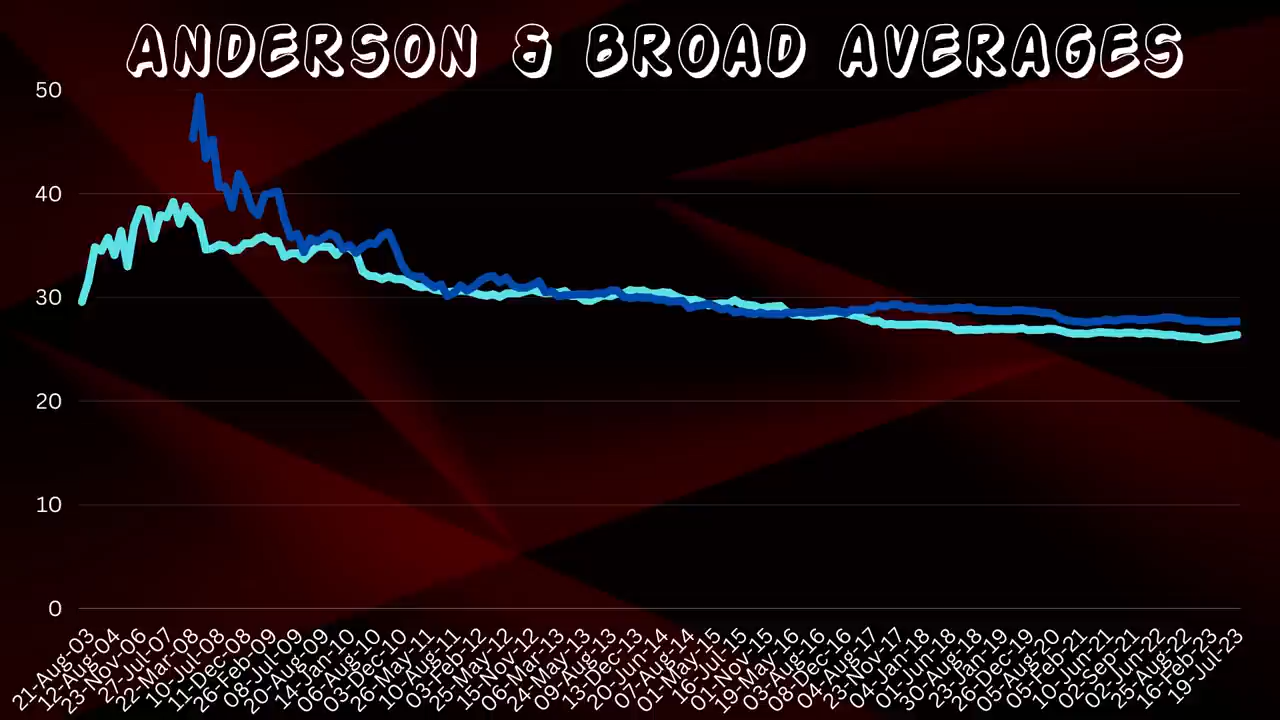 ANDERSON & BROAD AVERAGES
50
40
30
20
10
0
21-Aug-03
12-Aug-04
23-Nov-06
27-Jul-07
22-Mar-08
10-Jul-08
11-Dec-08
26-Feb-09
08-Jul-09
20-Aug-09
14-Jan-10
06-Aug-10
03-Dec-10
26-May-11
10-Aug-11
03-Feb-12
15-May-12
15-Nov-12
06-Mar-13
24-May-13
09-Aug-13
13-Dec-13
20-Jun-14
07-Aug-14
01-May-15
16-Jul-15
01-Nov-15
19-May-16
03-Aug-16
08-Dec-16
04-Aug-17
23-Nov-17
04-Jan-18
01-Jun-18
30-Aug-18
23-Jan-19
26-Dec-19
05-Aug-20
05-Feb-21
10-Jun-21
02-Sep-21
02-Jun-22
25-Aug-22
16-Feb-23
19-Jul-23